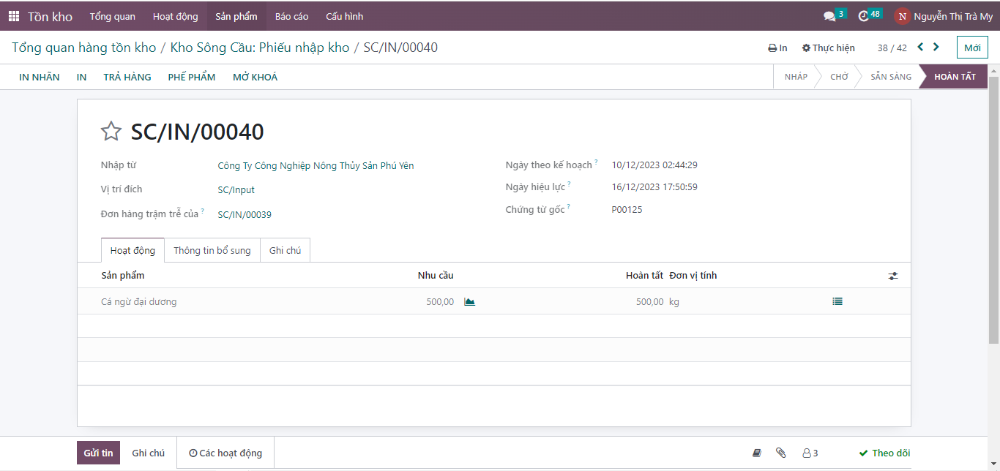 Tồn kho Tổng quan Hoạt động Sản phẩm Báo cáo Cấu hình 3 48 N Nguyễn Thị Trà My
Tổng quan hàng tồn kho / Kho Sông Cầu: Phiếu nhập kho / SC/IN/00040 In Thực hiện 38 / 42 Mới
IN NHÃN IN TRẢ HÀNG PHẾ PHẨM MỞ KHOÁ NHÁP CHỜ SẴN SÀNG HOÀN TẤT
SC/IN/00040
Nhập từ Công Ty Công Nghiệp Nông Thủy Sản Phú Yên Ngày theo kế hoạch ? 10/12/2023 02:44:29
Vị trí đích SC/Input Ngày hiệu lực ? 16/12/2023 17:50:59
Đơn hàng trậm trễ của ? SC/IN/00039 Chứng từ gốc ? P00125
Hoạt động Thông tin bổ sung Ghi chú
Sản phẩm Nhu cầu Hoàn tất Đơn vị tính
Cá ngừ đại dương 500,00 500,00 kg
Gửi tin Ghi chú Các hoạt động 3 Theo dõi